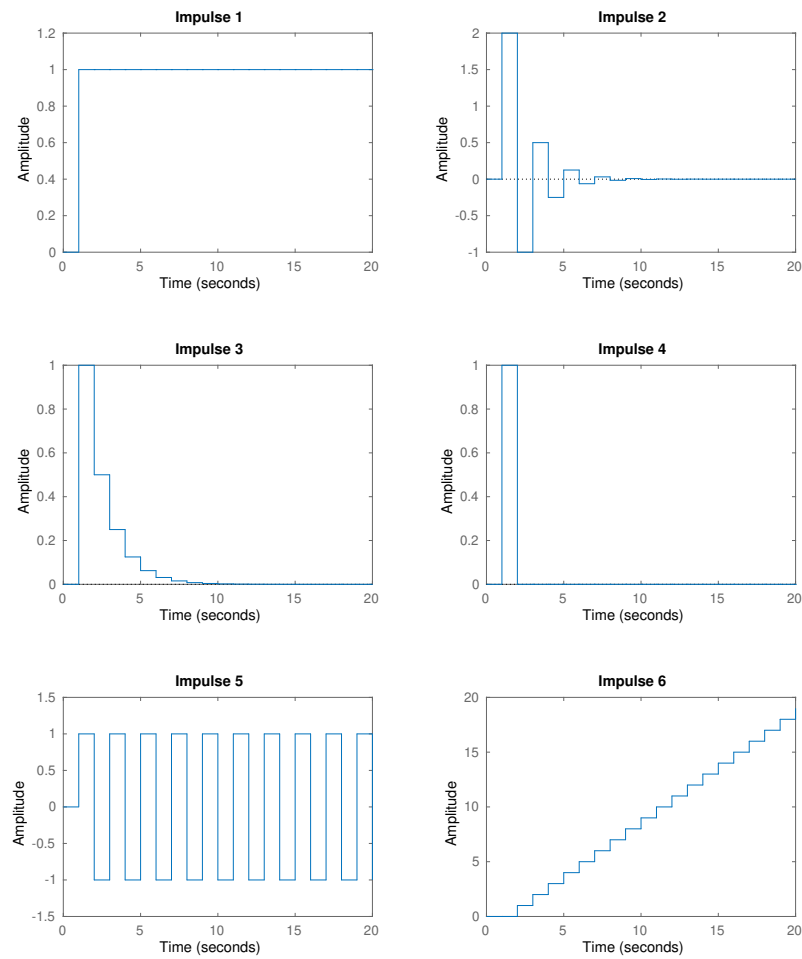 Impulse 1
1.2
1
0.8
0.6
0.4
0.2
0
Amplitude
0 5 10 15 20
Time (seconds)
Impulse 2
2
1.5
1
0.5
0
-0.5
-1
Amplitude
0 5 10 15 20
Time (seconds)
Impulse 3
1
0.8
0.6
0.4
0.2
0
Amplitude
0 5 10 15 20
Time (seconds)
Impulse 4
1
0.8
0.6
0.4
0.2
0
Amplitude
0 5 10 15 20
Time (seconds)
Impulse 5
1.5
1
0.5
0
-0.5
-1
-1.5
Amplitude
0 5 10 15 20
Time (seconds)
Impulse 6
20
15
10
5
0
Amplitude
0 5 10 15 20
Time (seconds)